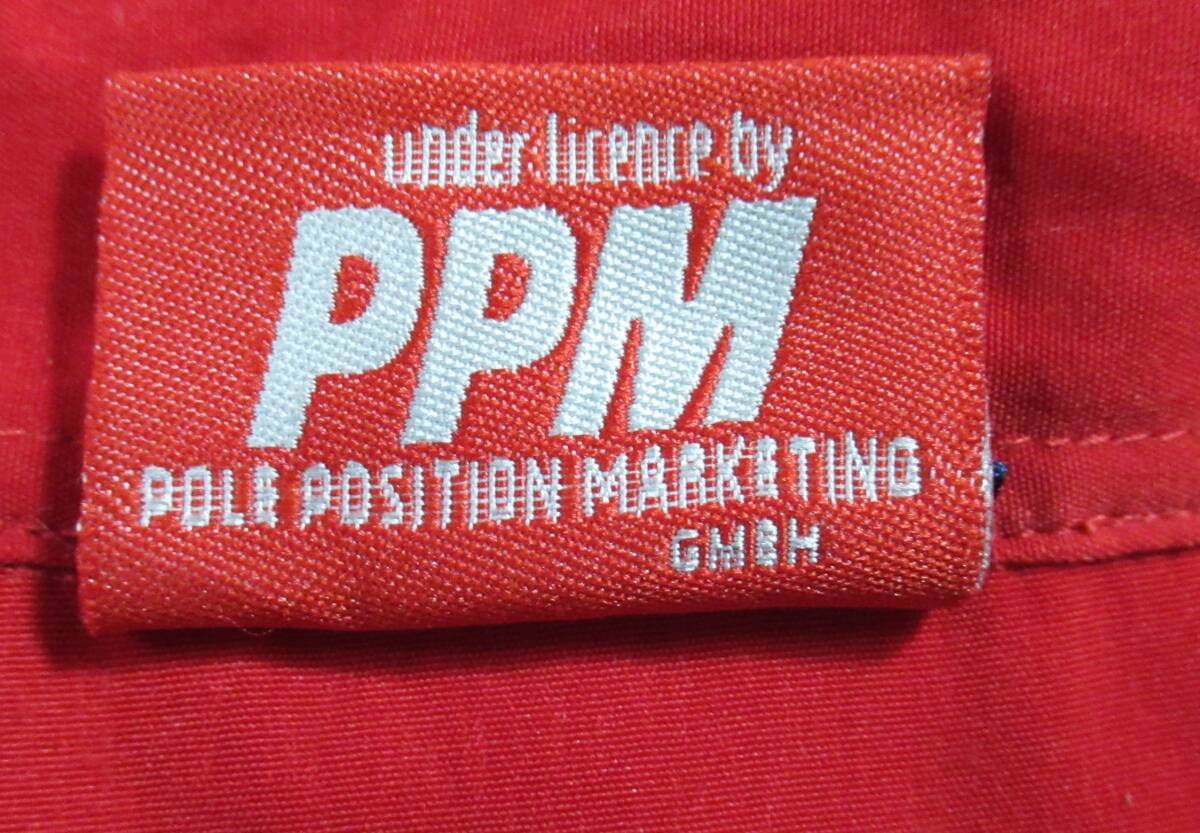 under licence by
PPM
POLE POSITION MARKETING
GMBH